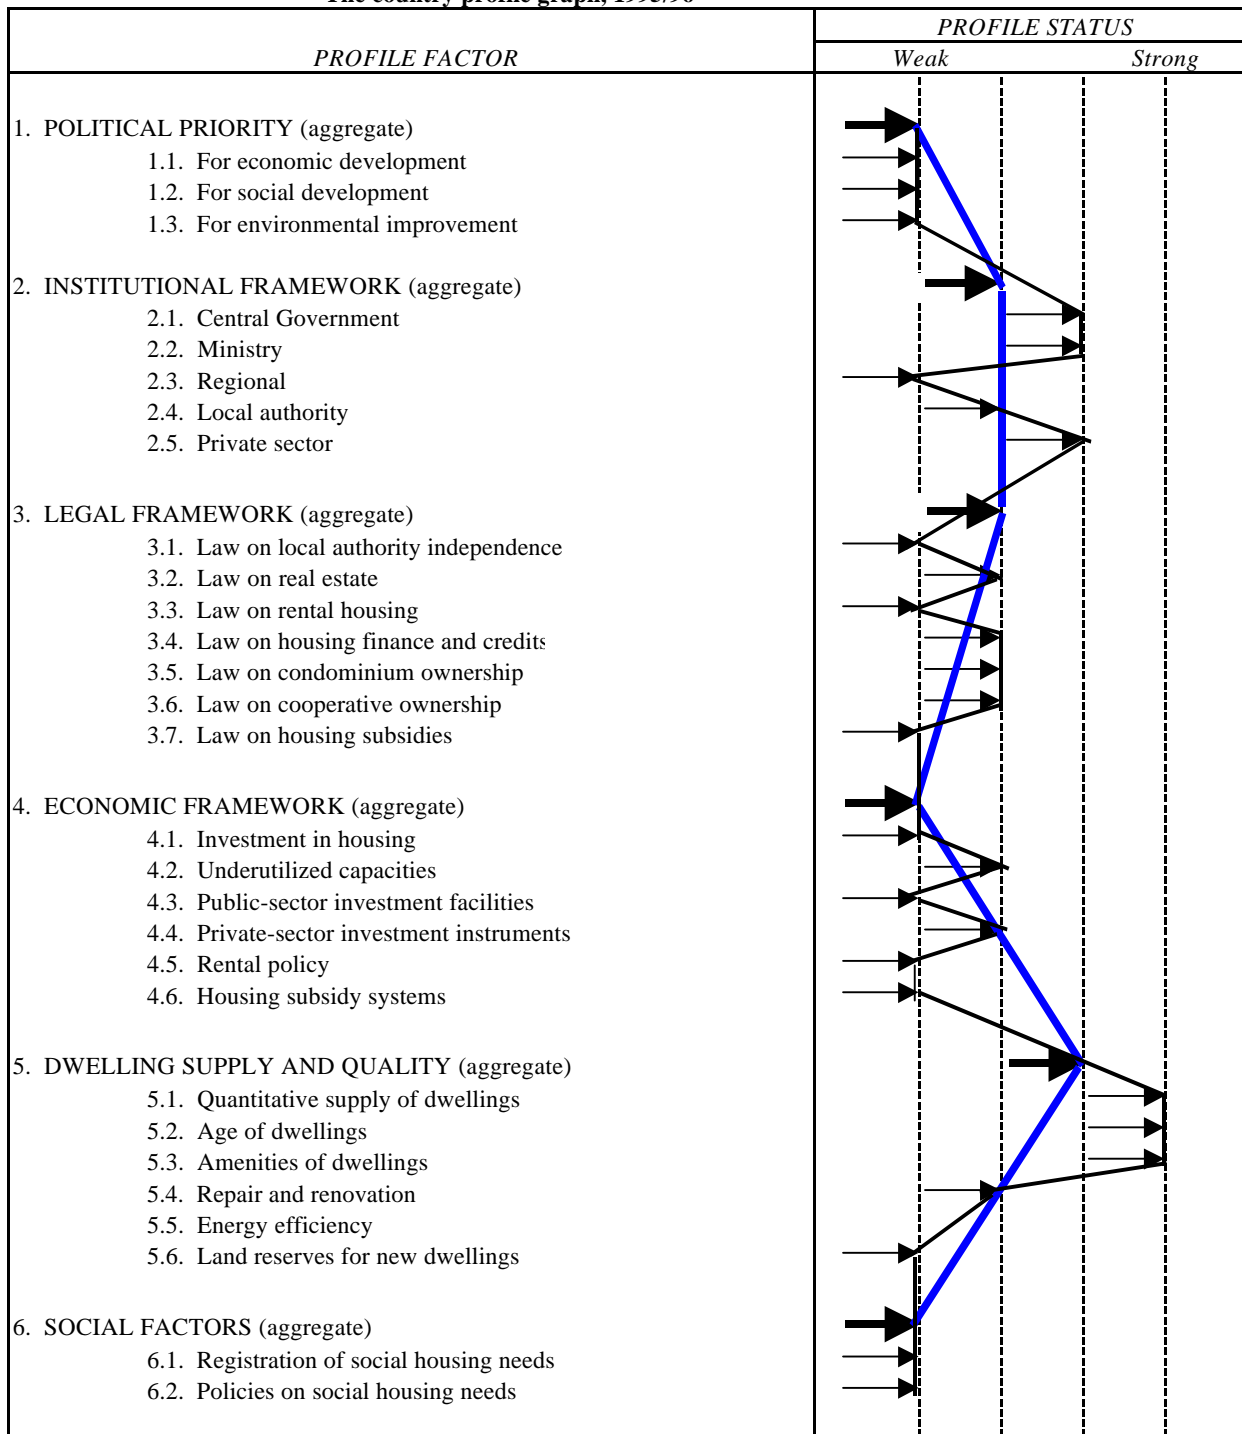 The country profile graph, 1995/96
PROFILE STATUS
PROFILE FACTOR
Weak Strong
1. POLITICAL PRIORITY (aggregate)
1.1. For economic development
1.2. For social development
1.3. For environmental improvement
2. INSTITUTIONAL FRAMEWORK (aggregate)
2.1. Central Government
2.2. Ministry
2.3. Regional
2.4. Local authority
2.5. Private sector
3. LEGAL FRAMEWORK (aggregate)
3.1. Law on local authority independence
3.2. Law on real estate
3.3. Law on rental housing
3.4. Law on housing finance and credits
3.5. Law on condominium ownership
3.6. Law on cooperative ownership
3.7. Law on housing subsidies
4. ECONOMIC FRAMEWORK (aggregate)
4.1. Investment in housing
4.2. Underutilized capacities
4.3. Public-sector investment facilities
4.4. Private-sector investment instruments
4.5. Rental policy
4.6. Housing subsidy systems
5. DWELLING SUPPLY AND QUALITY (aggregate)
5.1. Quantitative supply of dwellings
5.2. Age of dwellings
5.3. Amenities of dwellings
5.4. Repair and renovation
5.5. Energy efficiency
5.6. Land reserves for new dwellings
6. SOCIAL FACTORS (aggregate)
6.1. Registration of social housing needs
6.2. Policies on social housing needs